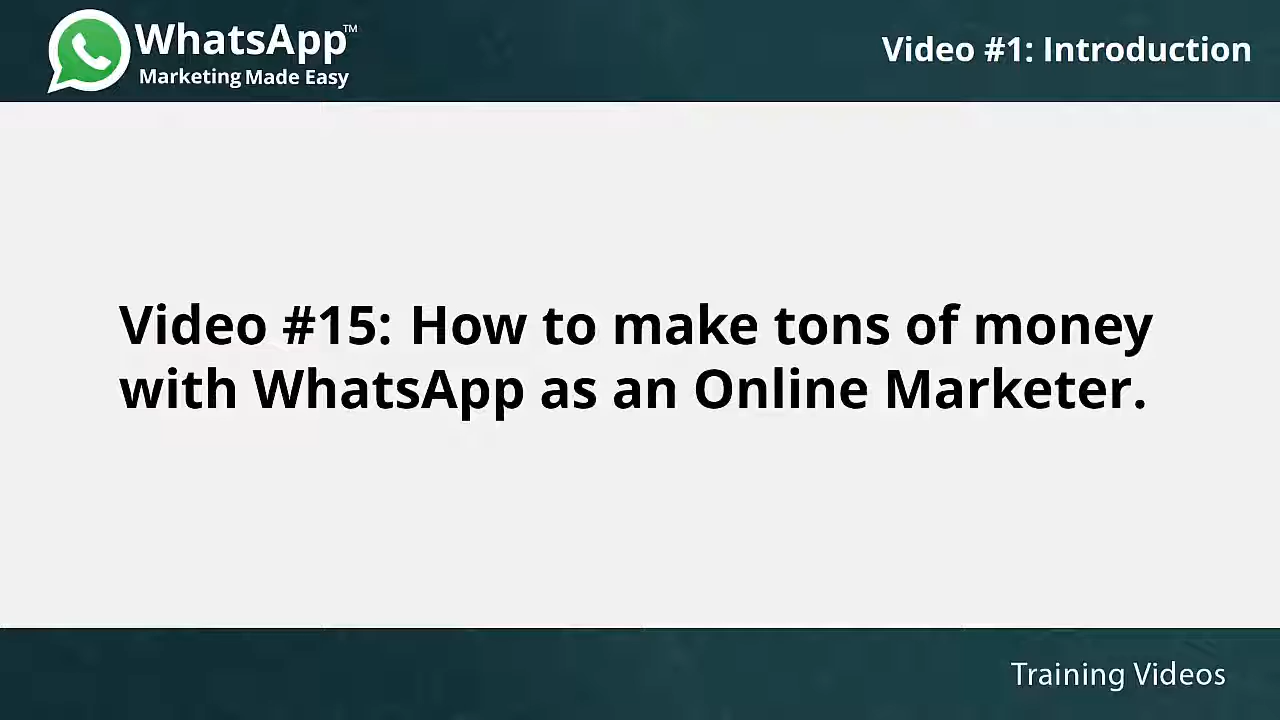 WhatsApp™
Marketing Made Easy
Video #1: Introduction
Video #15: How to make tons of money
with WhatsApp as an Online Marketer.
Training Videos